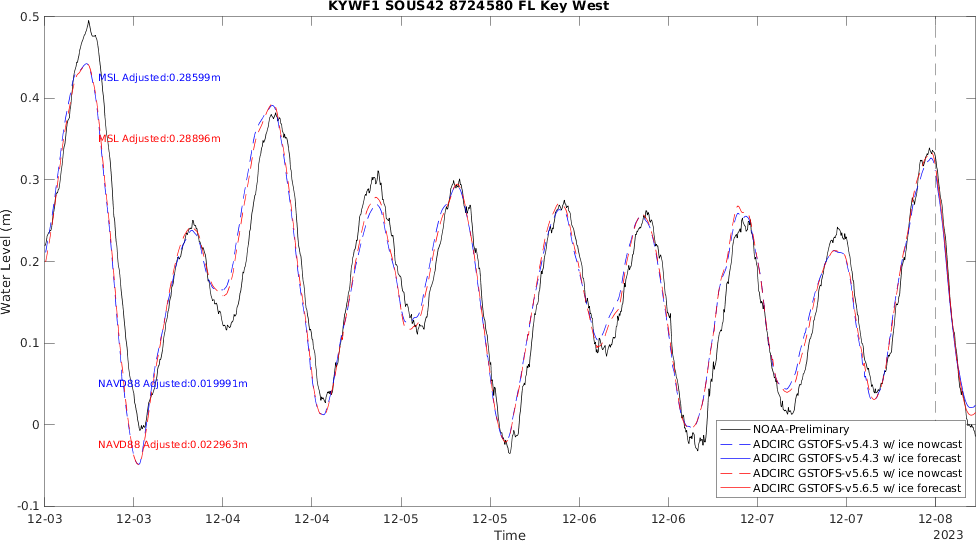 KYWF1 SOUS42 8724580 FL Key West
0.5
0.4
0.3
0.2
0.1
0
-0.1
Water Level (m)
MSL Adjusted:0.28599m
MSL Adjusted:0.28896m
NAVD88 Adjusted:0.019991m
NAVD88 Adjusted:0.022963m
NOAA-Preliminary
ADCIRC GSTOFS-v5.4.3 w/ ice nowcast
ADCIRC GSTOFS-v5.4.3 w/ ice forecast
ADCIRC GSTOFS-v5.6.5 w/ ice nowcast
ADCIRC GSTOFS-v5.6.5 w/ ice forecast
12-03 12-03 12-04 12-04 12-05 12-05 12-06 12-06 12-07 12-07 12-08
2023
Time